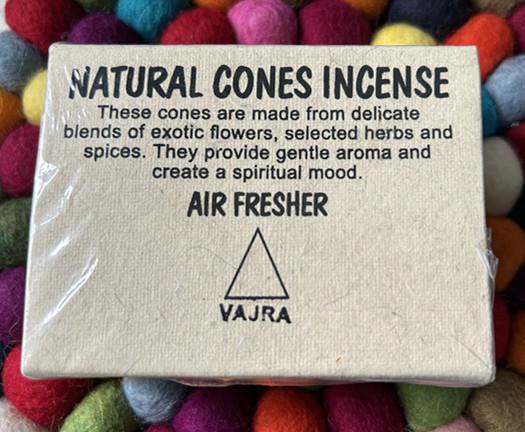 NATURAL CONES INCENSE
These cones are made from delicate
blends of exotic flowers, selected herbs and
spices. They provide gentle aroma and
create a spiritual mood.
AIR FRESHER
VAJRA